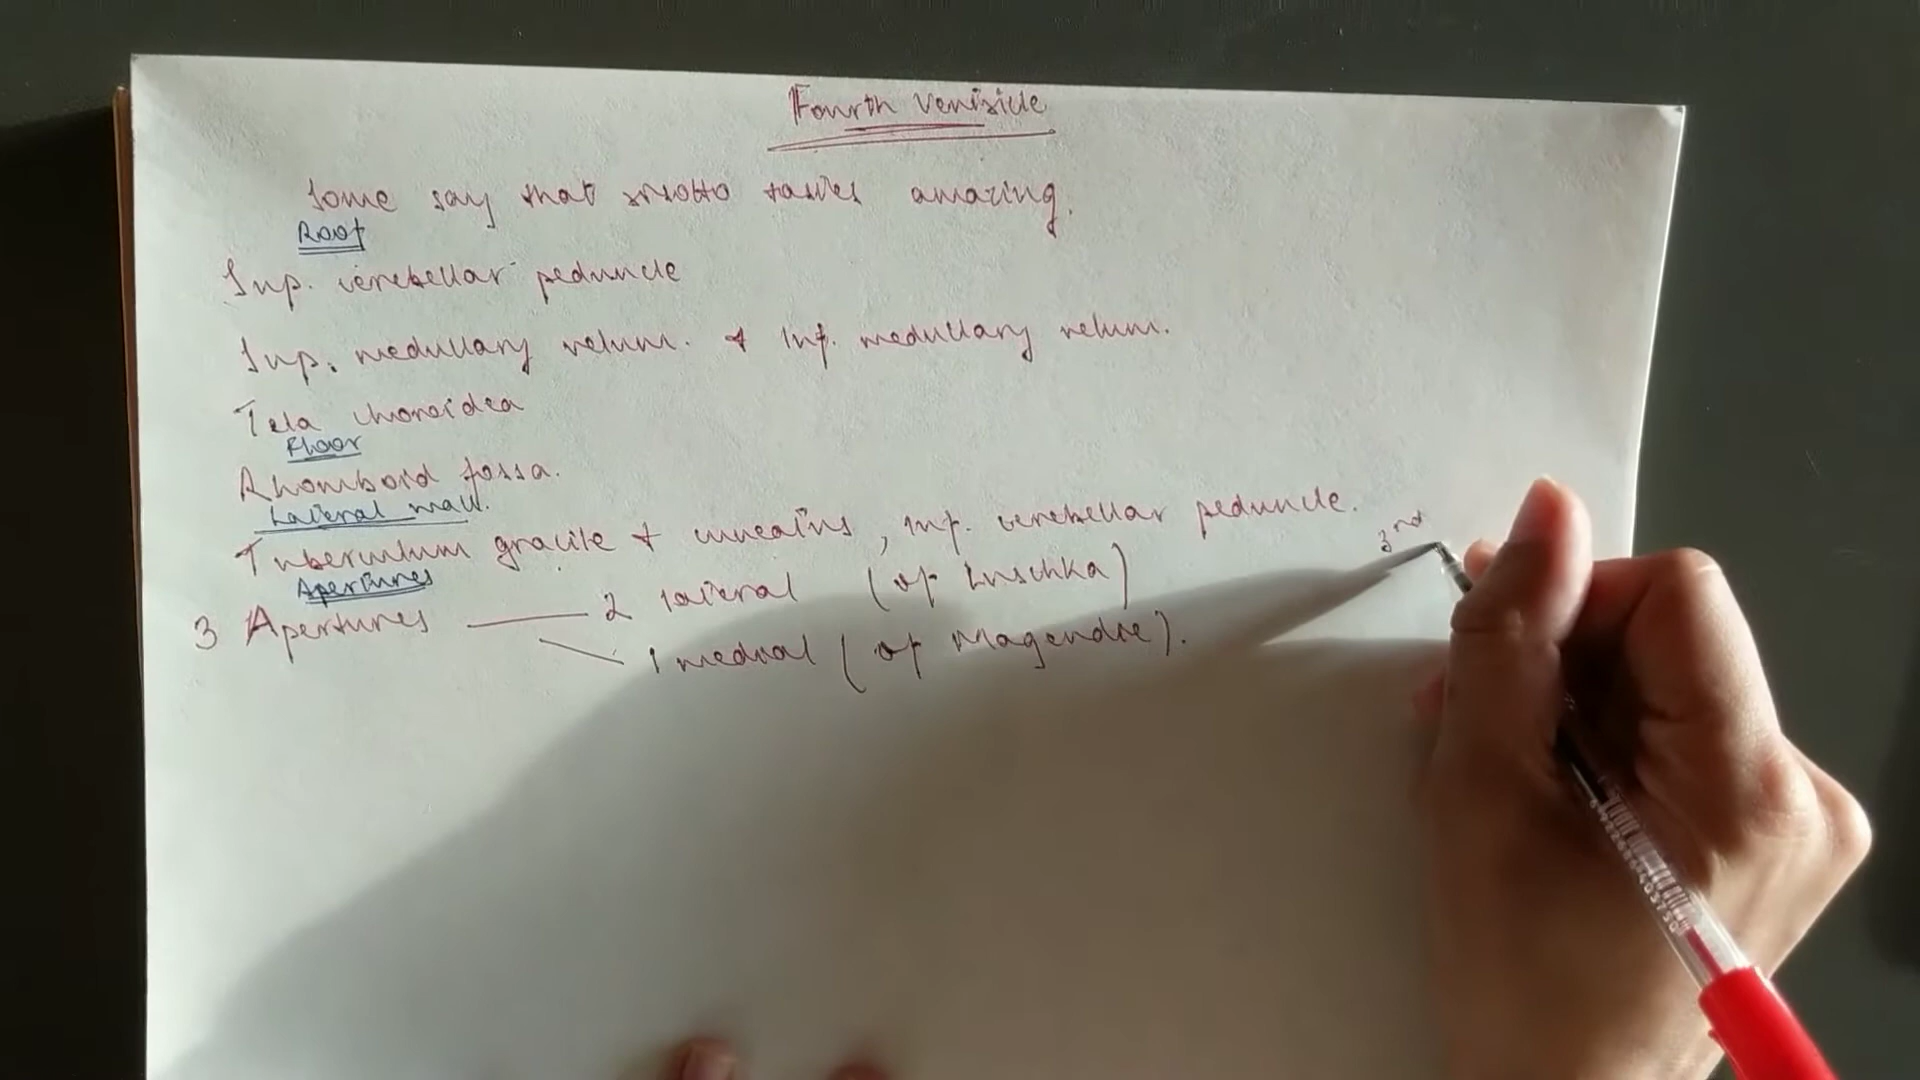 Fourth Ventricle
Some say that risotto tastes amazing.
Roof
Sup. cerebellar peduncle
Sup. medullary velum. & Inf. medullary velum.
Tela choroidea
Floor
Rhomboid fossa.
Lateral wall.
Tuberculum gracile & cuneatus, Inf. cerebellar peduncle.
Apertures
3 Apertures 2 lateral (of Luschka)
1 medial (of Magendie).